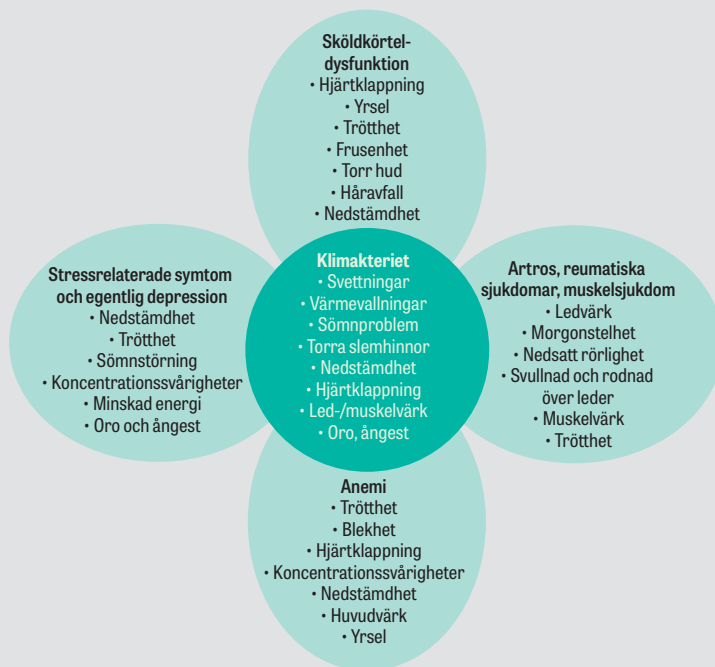 Sköldkörtel-
dysfunktion
• Hjärtklappning
• Yrsel
• Trötthet
• Frusenhet
• Torr hud
• Håravfall
• Nedstämdhet
Stressrelaterade symtom
och egentlig depression
• Nedstämdhet
• Trötthet
• Sömnstörning
• Koncentrationssvårigheter
• Minskad energi
• Oro och ångest
Klimakteriet
• Svettningar
• Värmevallningar
• Sömnproblem
• Torra slemhinnor
• Nedstämdhet
• Hjärtklappning
• Led-/muskelvärk
• Oro, ångest
Artros, reumatiska
sjukdomar, muskelsjukdom
• Ledvärk
• Morgonstelhet
• Nedsatt rörlighet
• Svullnad och rodnad
över leder
• Muskelvärk
• Trötthet
Anemi
• Trötthet
• Blekhet
• Hjärtklappning
• Koncentrationssvårigheter
• Nedstämdhet
• Huvudvärk
• Yrsel